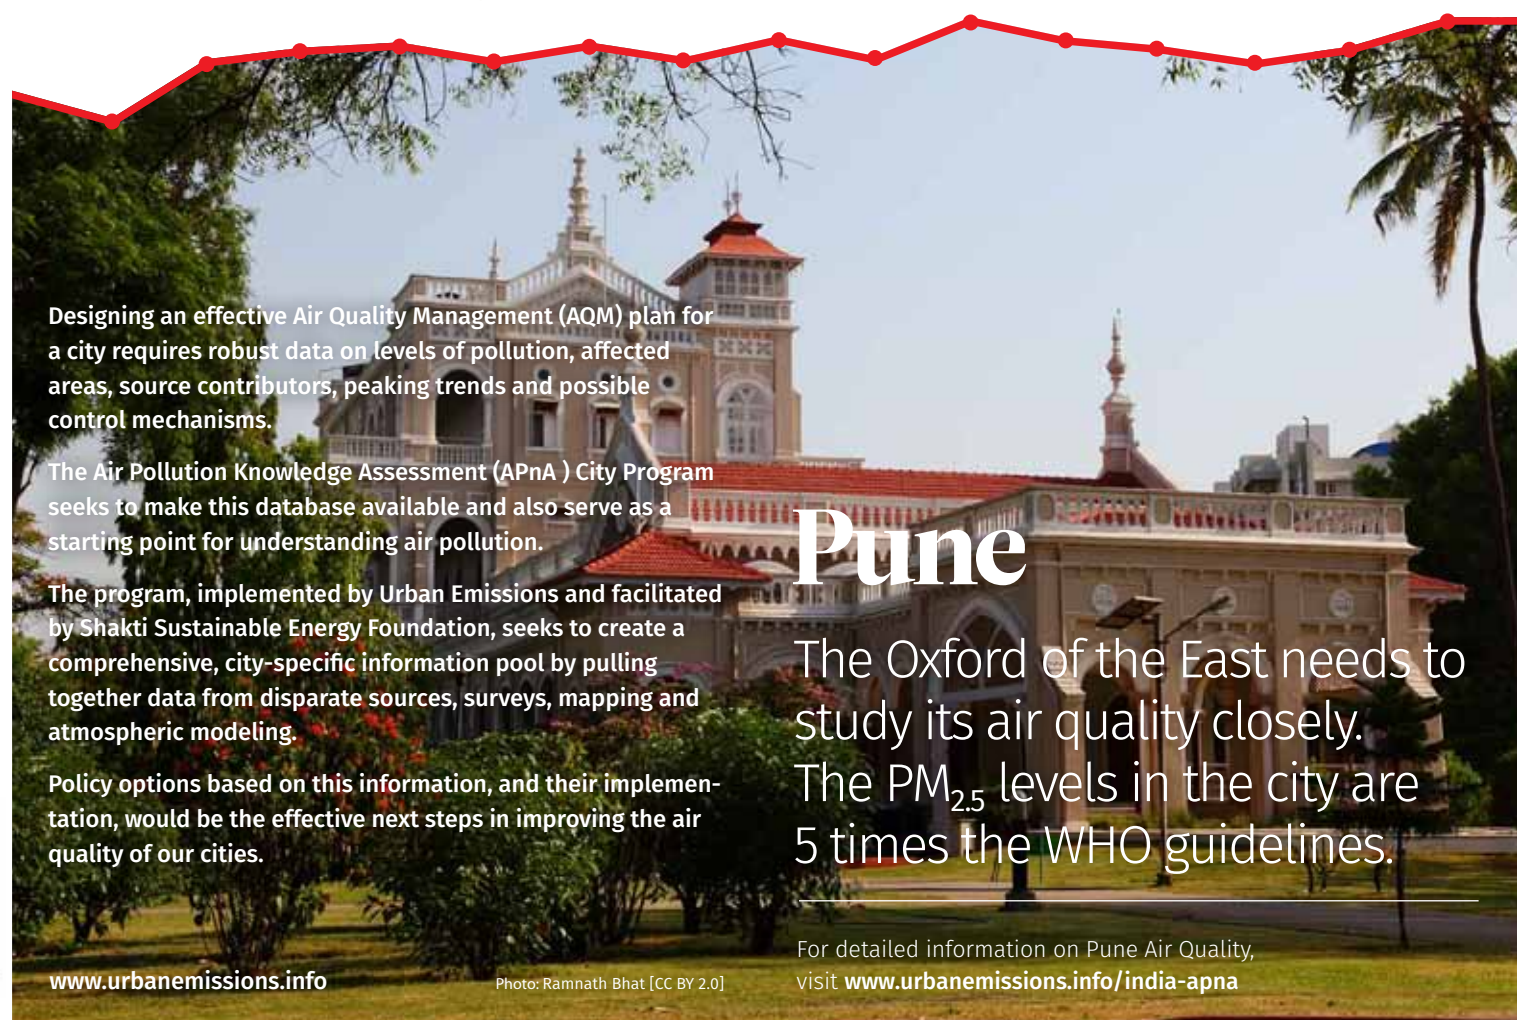 Designing an effective Air Quality Management (AQM) plan for
a city requires robust data on levels of pollution, affected
areas, source contributors, peaking trends and possible
control mechanisms.
The Air Pollution Knowledge Assessment (APnA ) City Program
seeks to make this database available and also serve as a
starting point for understanding air pollution.
The program, implemented by Urban Emissions and facilitated
by Shakti Sustainable Energy Foundation, seeks to create a
comprehensive, city-specific information pool by pulling
together data from disparate sources, surveys, mapping and
atmospheric modeling.
Policy options based on this information, and their implemen-
tation, would be the effective next steps in improving the air
quality of our cities.
www.urbanemissions.info
Photo: Ramnath Bhat [CC BY 2.0]
Pune
The Oxford of the East needs to
study its air quality closely.
The PM2.5 levels in the city are
5 times the WHO guidelines.
For detailed information on Pune Air Quality,
visit www.urbanemissions.info/india-apna